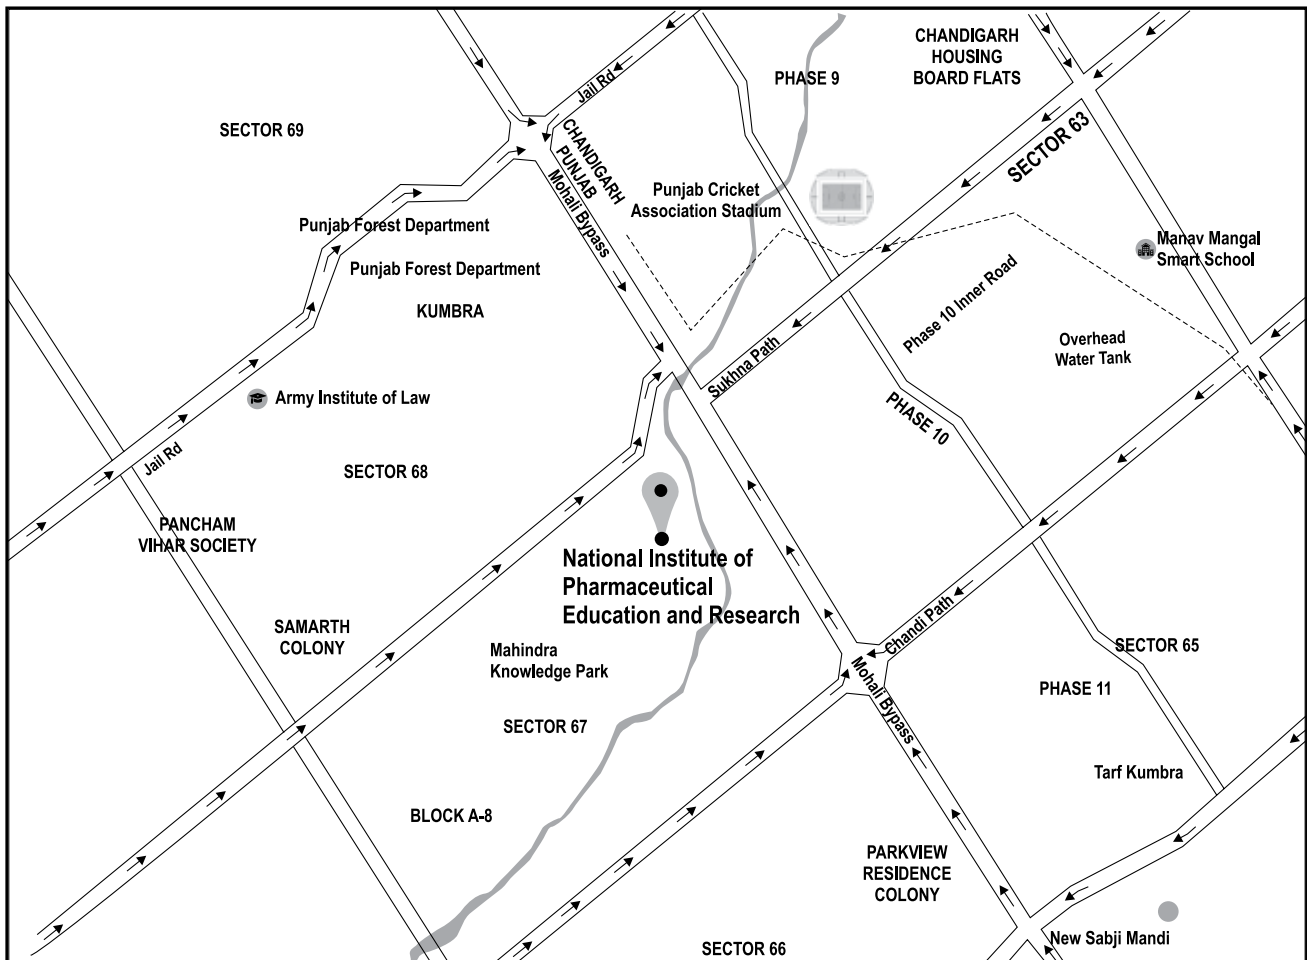 CHANDIGARH
HOUSING
BOARD FLATS
PHASE 9
Jail Rd
SECTOR 69
SECTOR 63
CHANDIGARH
PUNJAB
Mohali Bypass
Punjab Cricket
Association Stadium
Punjab Forest Department
Punjab Forest Department
KUMBRA
Manav Mangal
Smart School
Phase 10 Inner Road
Overhead
Water Tank
Sukhna Path
Army Institute of Law
PHASE 10
Jail Rd
SECTOR 68
PANCHAM
VIHAR SOCIETY
National Institute of
Pharmaceutical
Education and Research
SAMARTH
COLONY
Mahindra
Knowledge Park
Chandi Path
SECTOR 65
Mohali Bypass
PHASE 11
SECTOR 67
Tarf Kumbra
BLOCK A-8
PARKVIEW
RESIDENCE
COLONY
New Sabji Mandi
SECTOR 66